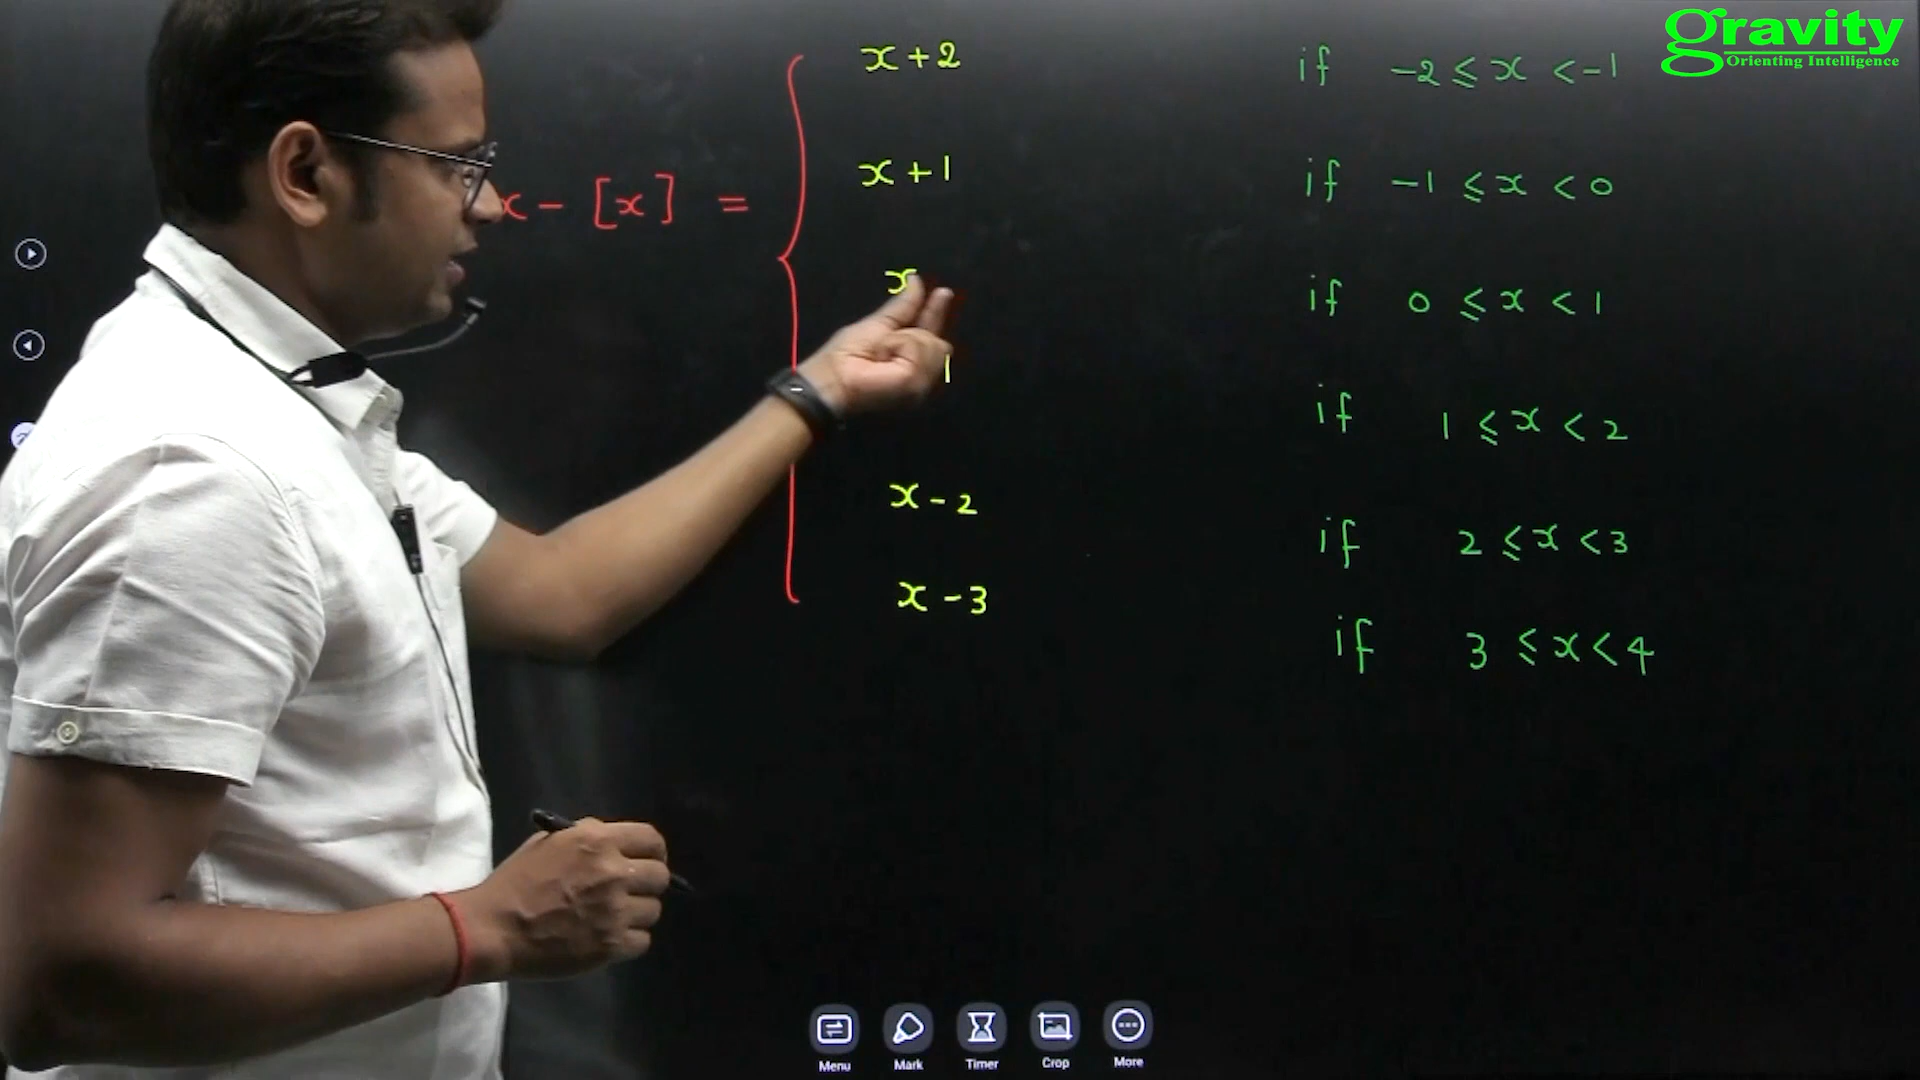 gravity
Orienting Intelligence
x + 2 if -2 ≤ x < -1
x + 1 if -1 ≤ x < 0
x - [x] =
x if 0 ≤ x < 1
1 if 1 ≤ x < 2
x - 2 if 2 ≤ x < 3
x - 3 if 3 ≤ x < 4
Menu Mark Timer Crop More